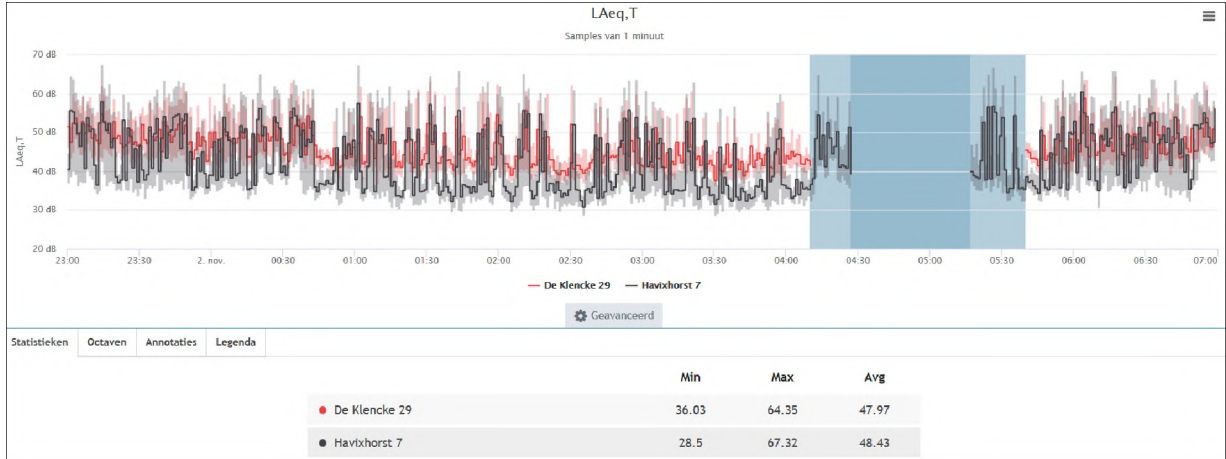 LAeq,T
Samples van 1 minuut
70 dB
60 dB
50 dB
40 dB
30 dB
20 dB
LAeq,T
23:00 23:30 2. nov. 00:30 01:00 01:30 02:00 02:30 03:00 03:30 04:00 04:30 05:00 05:30 06:00 06:30 07:00
De Klencke 29 Havixhorst 7
Geavanceerd
Statistieken Octaven Annotaties Legenda
Min Max Avg
De Klencke 29 36.03 64.35 47.97
Havixhorst 7 28.5 67.32 48.43